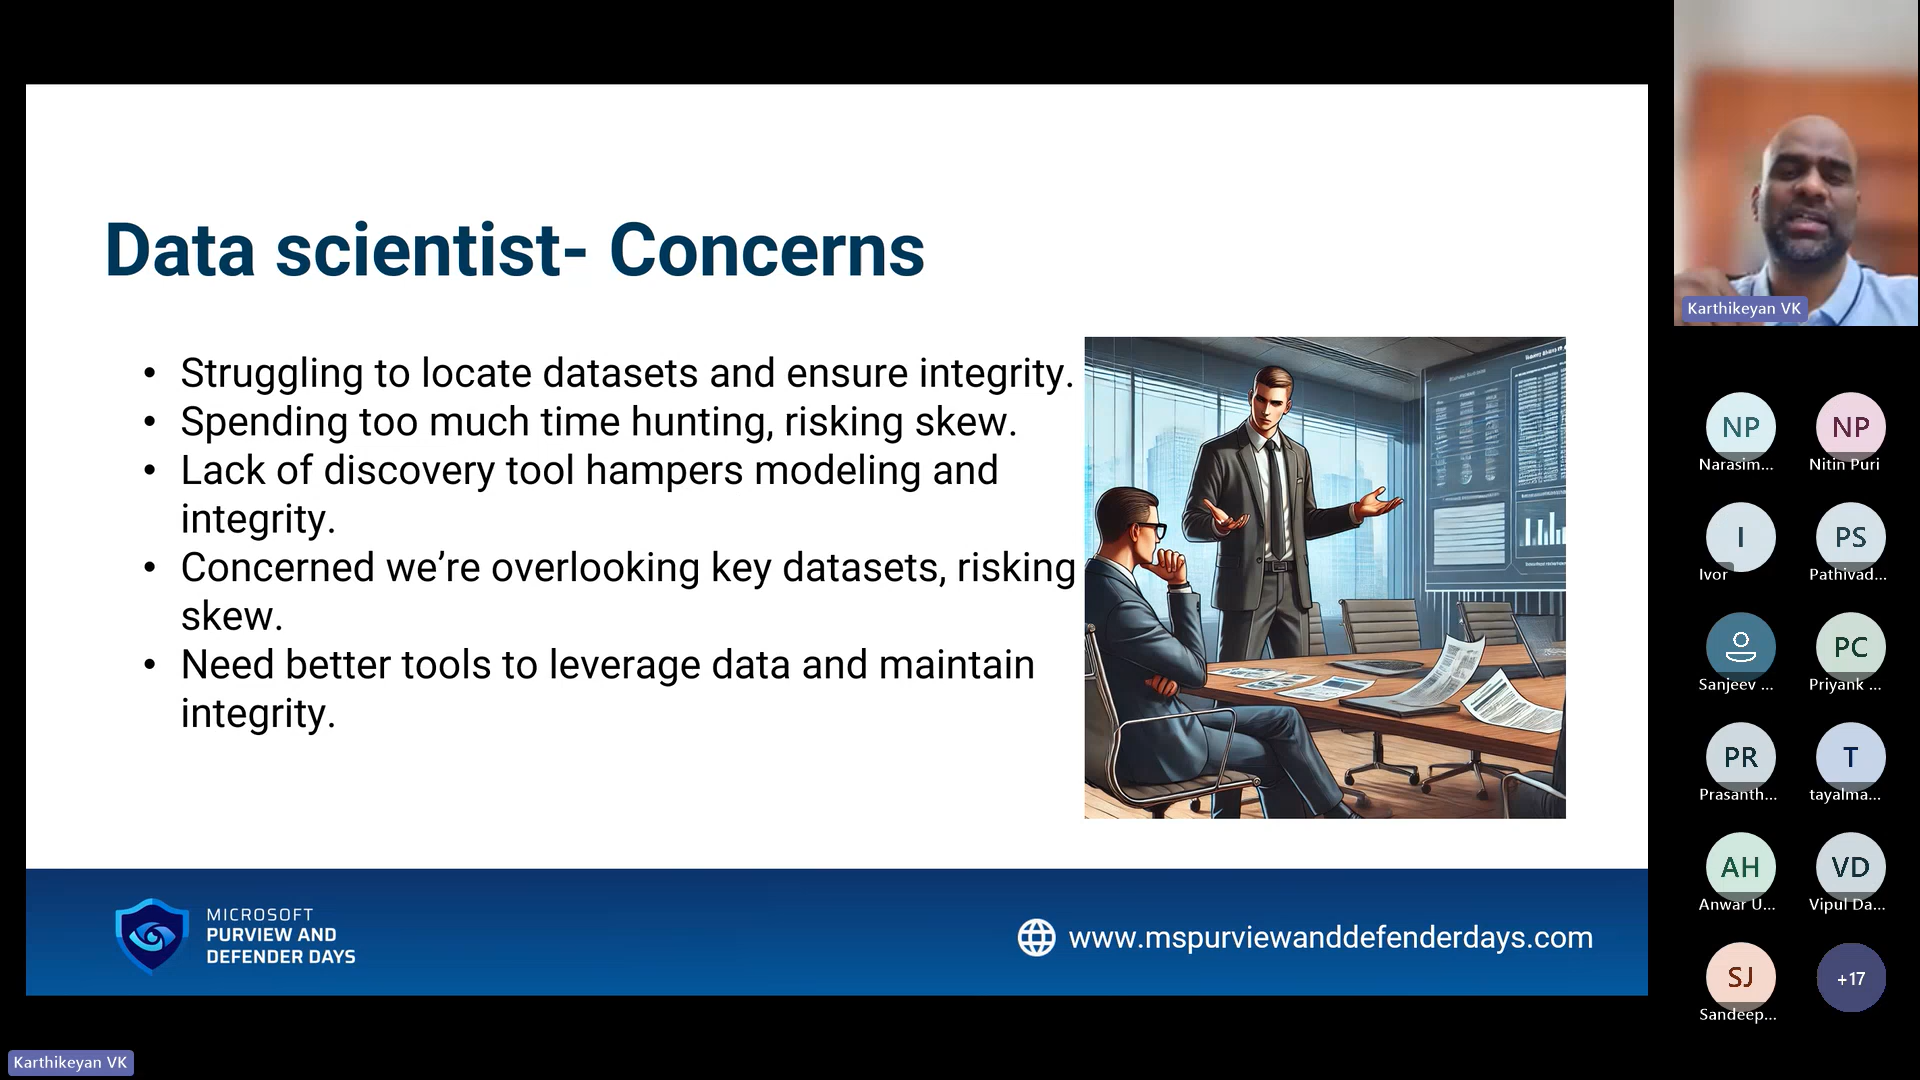 Data scientist- Concerns
• Struggling to locate datasets and ensure integrity.
• Spending too much time hunting, risking skew.
• Lack of discovery tool hampers modeling and
integrity.
• Concerned we’re overlooking key datasets, risking
skew.
• Need better tools to leverage data and maintain
integrity.
MICROSOFT
PURVIEW AND
DEFENDER DAYS
www.mspurviewanddefenderdays.com
Karthikeyan VK
Karthikeyan VK
NP
Narasim...
NP
Nitin Puri
I
Ivor
PS
Pathivad...
Sanjeev ...
PC
Priyank ...
PR
Prasanth...
T
tayalma...
AH
Anwar U...
VD
Vipul Da...
SJ
Sandeep...
+17